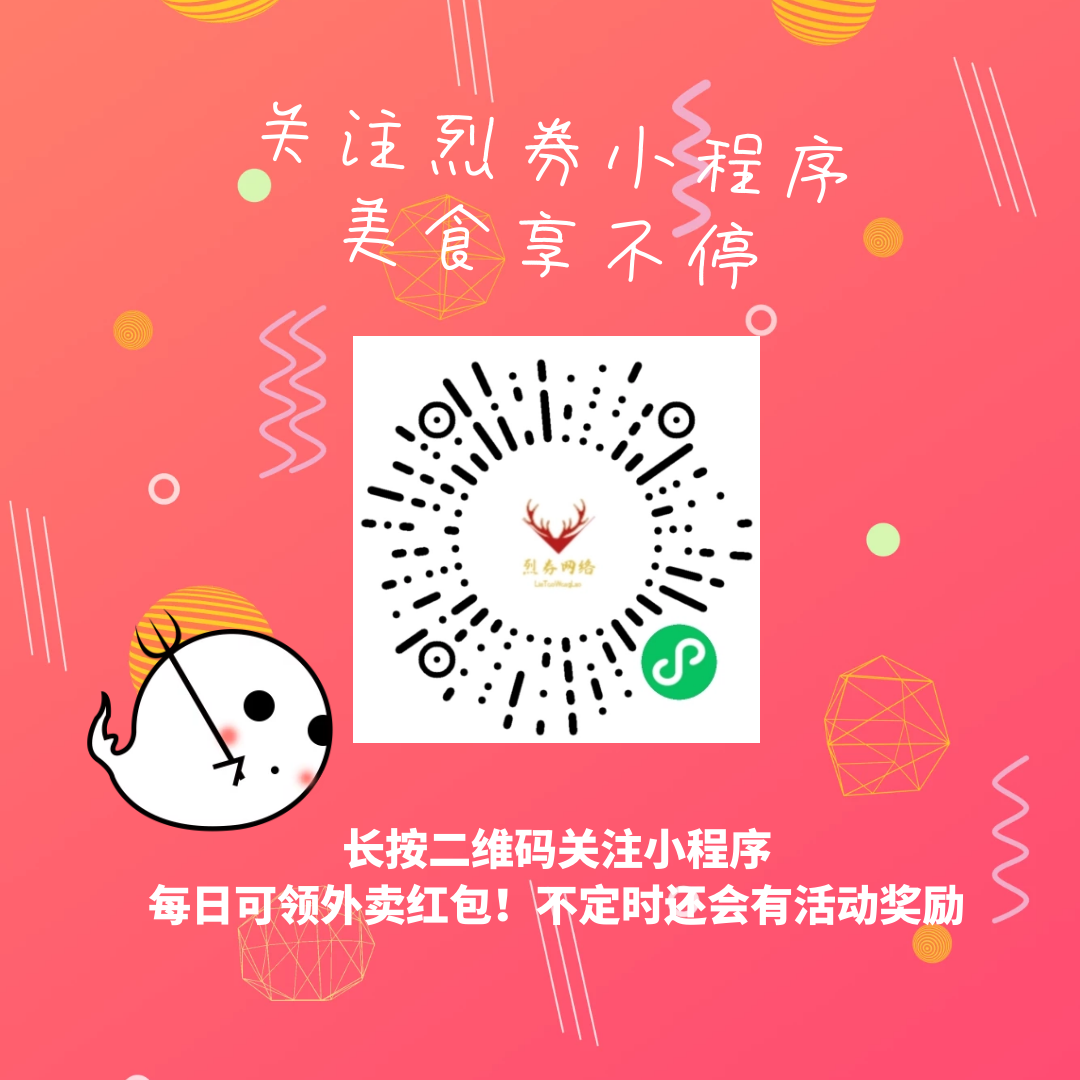 关注烈券小程序
美食享不停
烈券网络
长按二维码关注小程序
每日可领外卖红包！不定时还会有活动奖励